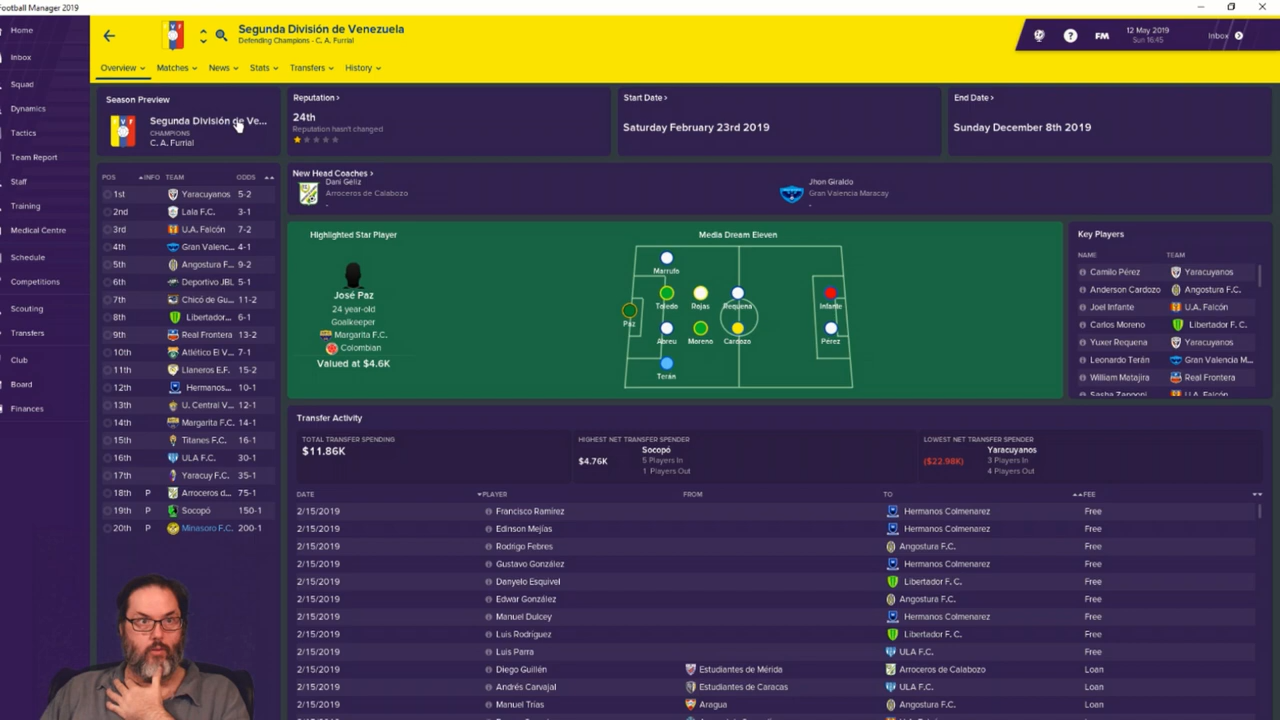 Football Manager 2019
Home
Inbox
Squad
Dynamics
Tactics
Team Report
Staff
Training
Medical Centre
Schedule
Competitions
Scouting
Transfers
Club
Board
Finances
Segunda División de Venezuela
Defending Champions - C. A. Furrial
12 May 2019
Sun 16:45
FM
Inbox
Overview Matches News Stats Transfers History
Season Preview
Segunda División de Ve...
CHAMPIONS
C. A. Furrial
Reputation >
24th
Reputation hasn't changed
Start Date >
Saturday February 23rd 2019
End Date >
Sunday December 8th 2019
POS INFO TEAM ODDS
1st Yaracuyanos 5-2
2nd Lala F.C. 3-1
3rd U.A. Falcón 7-2
4th Gran Valenc... 4-1
5th Angostura F... 9-2
6th Deportivo JBL 5-1
7th Chicó de Gu... 11-2
8th Libertador... 6-1
9th Real Frontera 13-2
10th Atlético El V... 7-1
11th Llaneros E.F. 15-2
12th Hermanos... 10-1
13th U. Central V... 12-1
14th Margarita F.C. 14-1
15th Titanes F.C. 16-1
16th ULA F.C. 30-1
17th Yaracuy F.C. 35-1
18th P Arroceros d... 75-1
19th P Socopó 150-1
20th P Minasoro F.C. 200-1
New Head Coaches >
Dani Géliz
Arroceros de Calabozo
-
Jhon Giraldo
Gran Valencia Maracay
-
Highlighted Star Player
José Paz
24 year-old
Goalkeeper
Margarita F.C.
Colombian
Valued at $4.6K
Media Dream Eleven
Marrufo
Toledo Rojas Requena Infante
Paz
Abreu Moreno Cardozo Pérez
Terán
Key Players
NAME TEAM
Camilo Pérez Yaracuyanos
Anderson Cardozo Angostura F.C.
Joel Infante U.A. Falcón
Carlos Moreno Libertador F. C.
Yuxer Requena Yaracuyanos
Leonardo Terán Gran Valencia M...
William Matajira Real Frontera
Sasha Zapponi U.A. Falcón
Transfer Activity
TOTAL TRANSFER SPENDING
$11.86K
HIGHEST NET TRANSFER SPENDER
$4.76K
Socopó
5 Players In
1 Players Out
LOWEST NET TRANSFER SPENDER
($22.98K)
Yaracuyanos
3 Players In
4 Players Out
DATE PLAYER FROM TO FEE
2/15/2019 Francisco Ramírez Hermanos Colmenarez Free
2/15/2019 Edinson Mejías Hermanos Colmenarez Free
2/15/2019 Rodrigo Febres Angostura F.C. Free
2/15/2019 Gustavo González Hermanos Colmenarez Free
2/15/2019 Danyelo Esquivel Libertador F. C. Free
2/15/2019 Edwar González Angostura F.C. Free
2/15/2019 Manuel Dulcey Hermanos Colmenarez Free
2/15/2019 Luis Rodríguez Libertador F. C. Free
2/15/2019 Luis Parra ULA F.C. Free
2/15/2019 Diego Guillén Estudiantes de Mérida Arroceros de Calabozo Loan
2/15/2019 Andrés Carvajal Estudiantes de Caracas ULA F.C. Loan
2/15/2019 Manuel Trías Aragua Angostura F.C. Loan